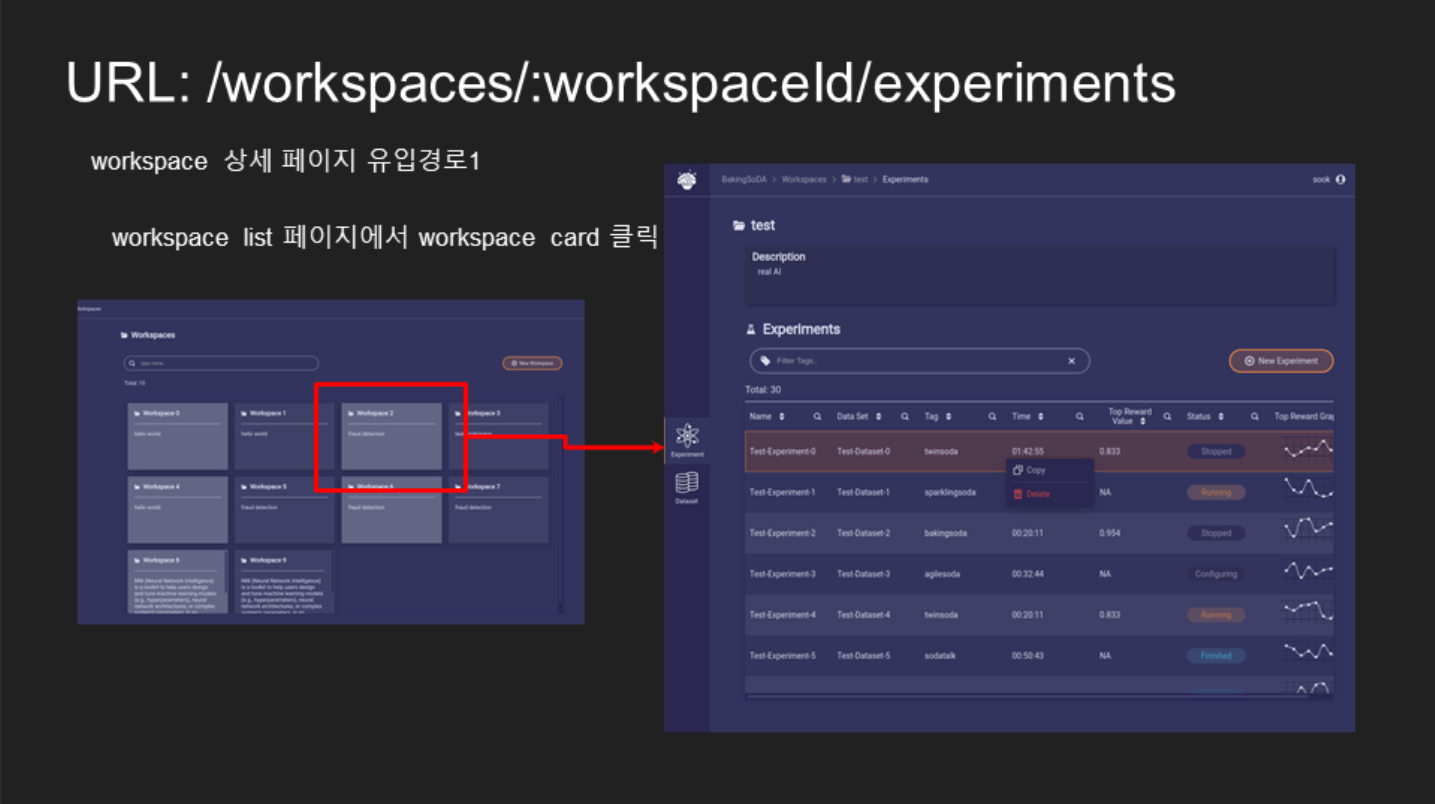 URL: /workspaces/:workspaceId/experiments
workspace 상세 페이지 유입경로1
workspace list 페이지에서 workspace card 클릭
Workspaces
Workspaces
type name..
New Workspace
Total: 10
Workspace 0
hello world
Workspace 1
hello world
Workspace 2
fraud detection
Workspace 3
Workspace 4
hello world
Workspace 5
fraud detection
Workspace 6
fraud detection
Workspace 7
fraud detection
Workspace 8
NNI (Neural Network Intelligence)
is a toolkit to help users design
and tune machine learning models
(e.g., hyperparameters), neural
network architectures, or complex
Workspace 9
NNI (Neural Network Intelligence)
is a toolkit to help users design
and tune machine learning models
(e.g., hyperparameters), neural
network architectures, or complex
BakingSoDA > Workspaces > test > Experiments
sook
test
Description
real AI
Experiments
Filter Tags..
New Experiment
Total: 30
Name Data Set Tag Time Top Reward Value Status Top Reward Gra
Test-Experiment-0 Test-Dataset-0 twinsoda 01:42:55 0.833 Stopped
Copy
Delete
Test-Experiment-1 Test-Dataset-1 sparklingsoda NA Running
Test-Experiment-2 Test-Dataset-2 bakingsoda 00:20:11 0.954 Stopped
Test-Experiment-3 Test-Dataset-3 agilesoda 00:32:44 NA Configuring
Test-Experiment-4 Test-Dataset-4 twinsoda 00:20:11 0.833 Running
Test-Experiment-5 Test-Dataset-5 sodatalk 00:50:43 NA Finished
Experiment
Dataset